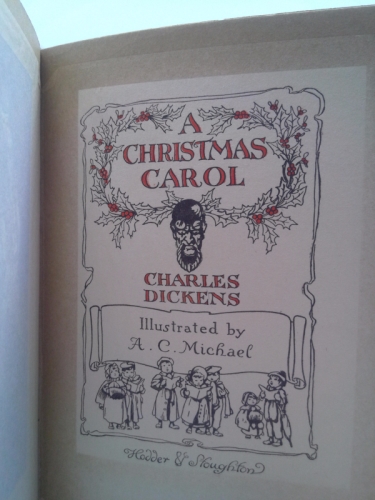 A
CHRISTMAS
CAROL
CHARLES
DICKENS
Illustrated by
A. C. Michael
Hodder & Stoughton